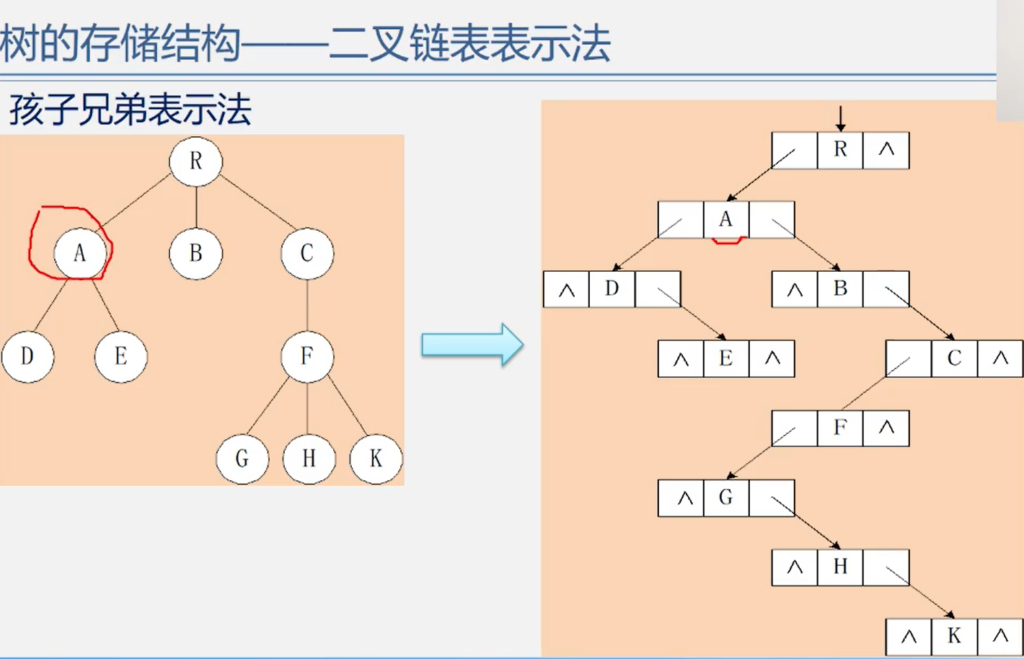 树的存储结构——二叉链表表示法
孩子兄弟表示法
R
A B C
D E F
G H K
R ∧
A
∧ D ∧ B
∧ E ∧ C ∧
F ∧
∧ G
∧ H
∧ K ∧